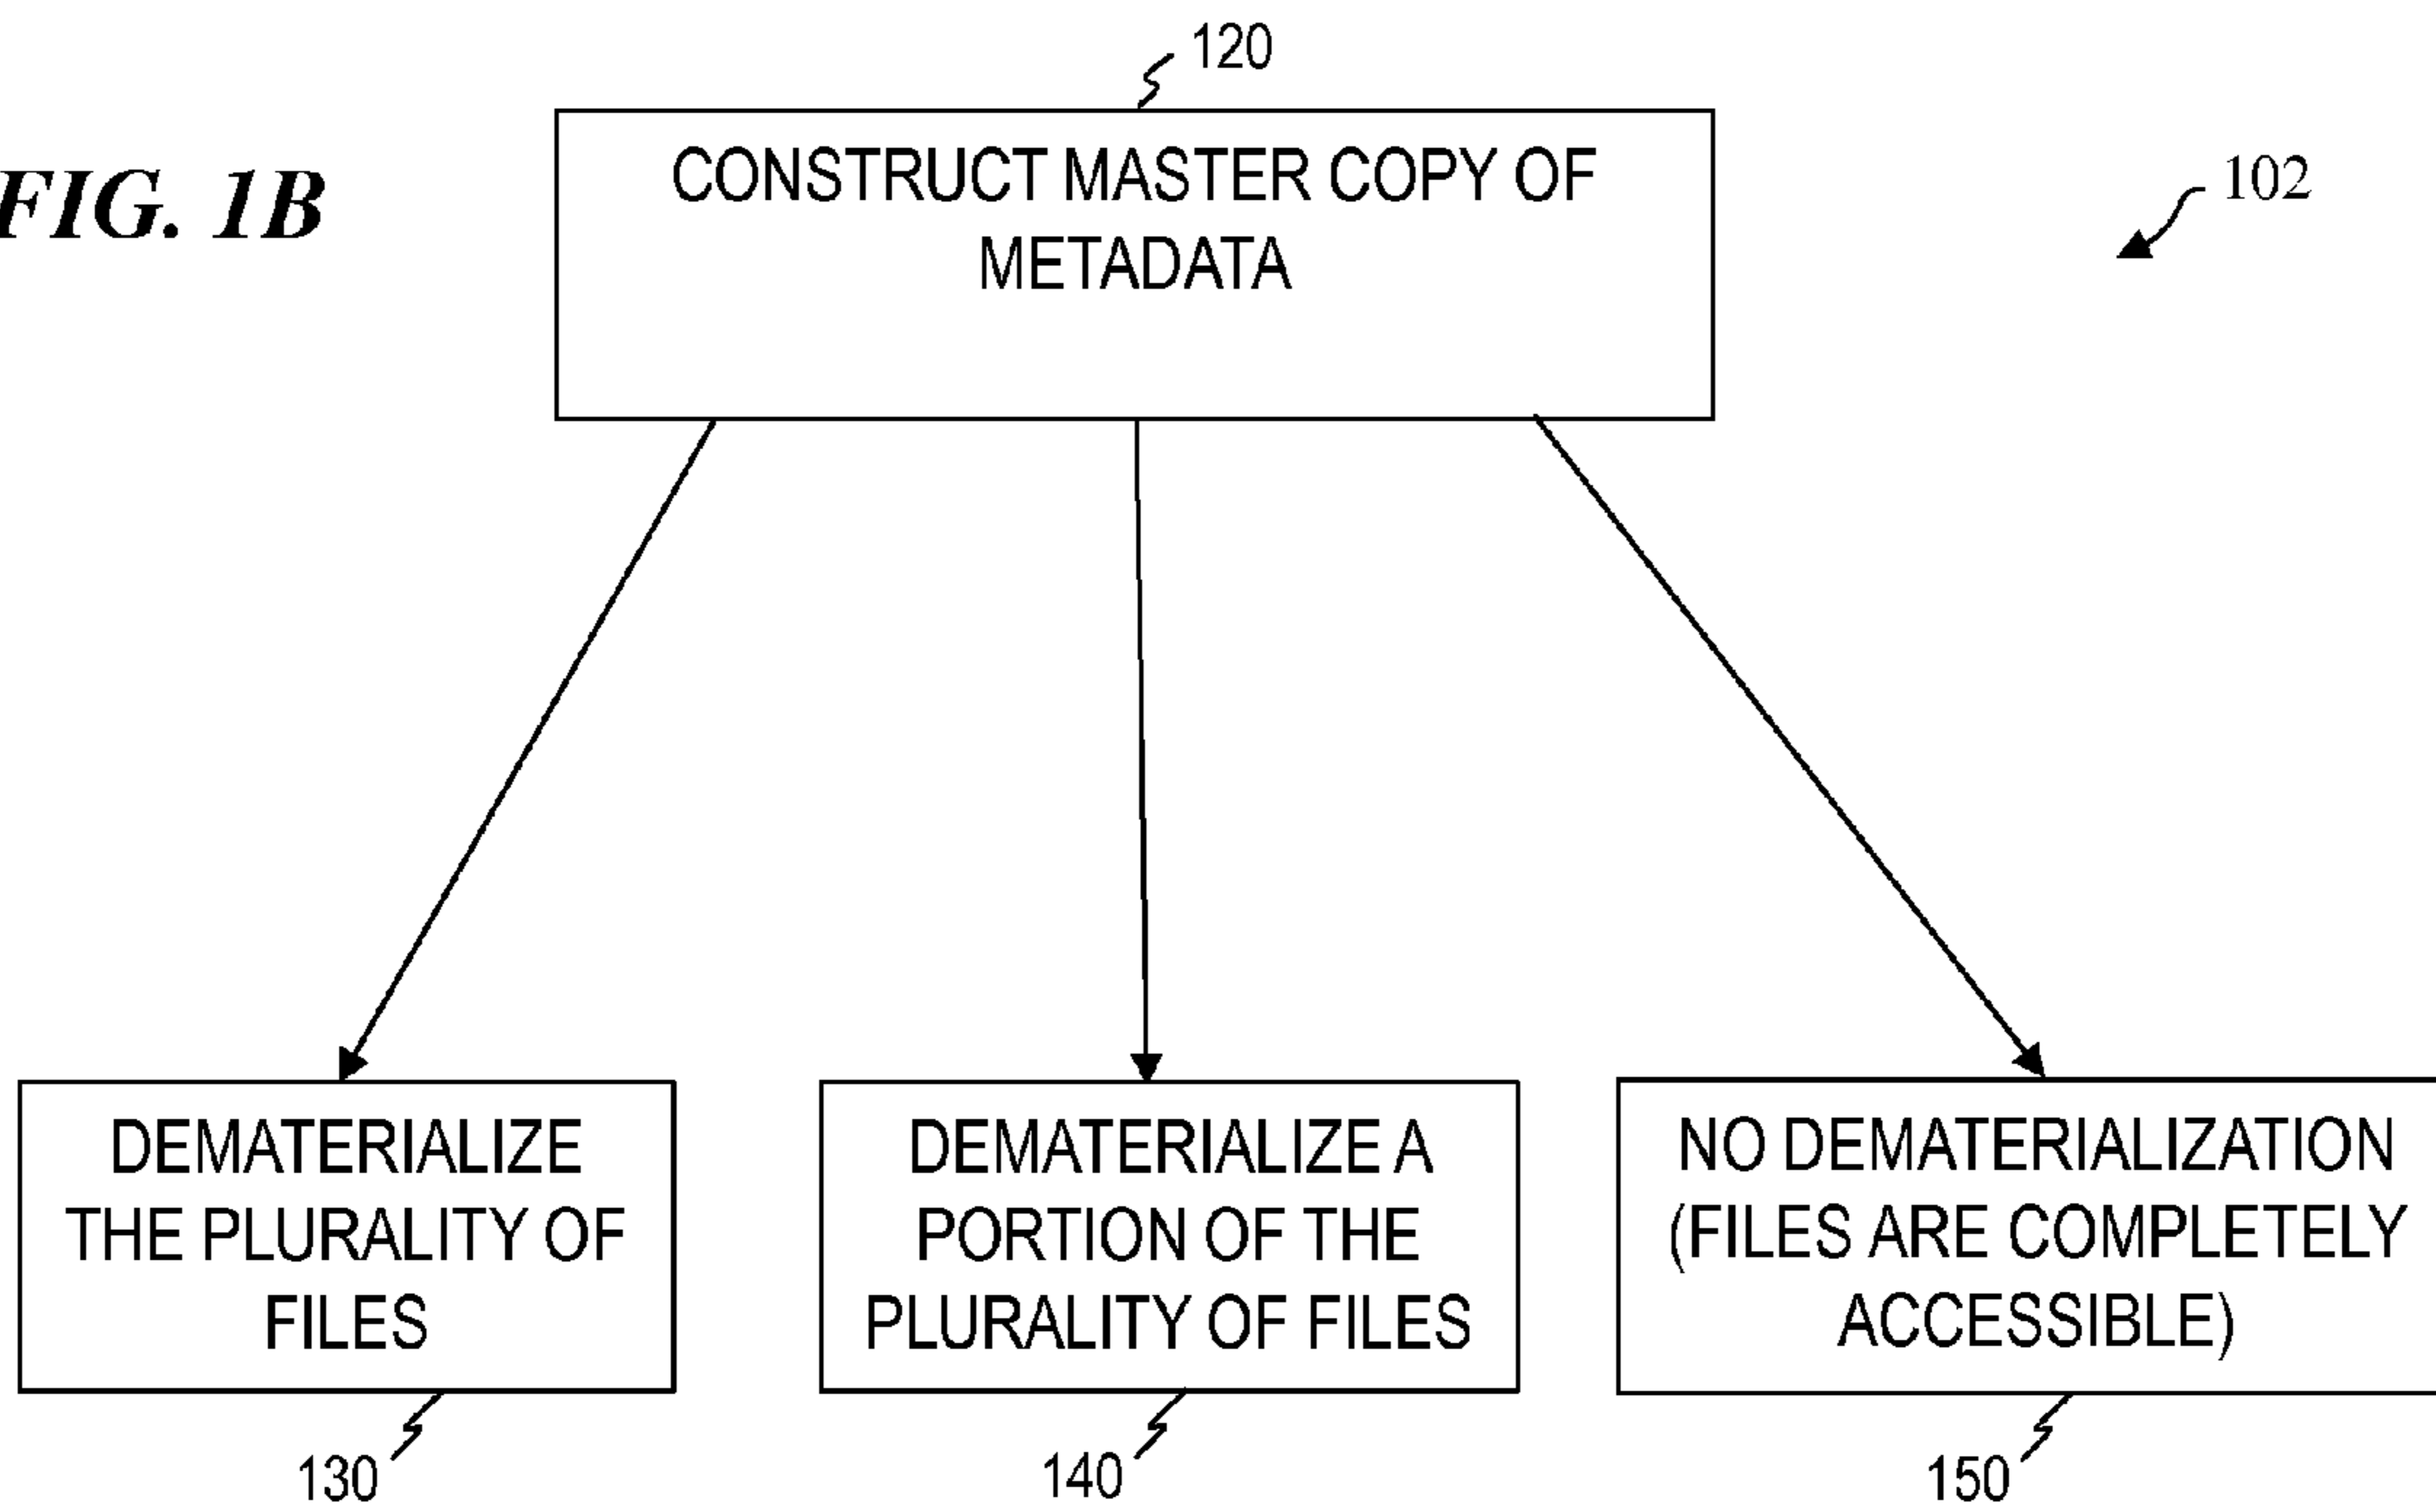 120
FIG. 1B
CONSTRUCT MASTER COPY OF
METADATA
102
DEMATERIALIZE
THE PLURALITY OF
FILES
DEMATERIALIZE A
PORTION OF THE
PLURALITY OF FILES
NO DEMATERIALIZATION
(FILES ARE COMPLETELY
ACCESSIBLE)
130
140
150